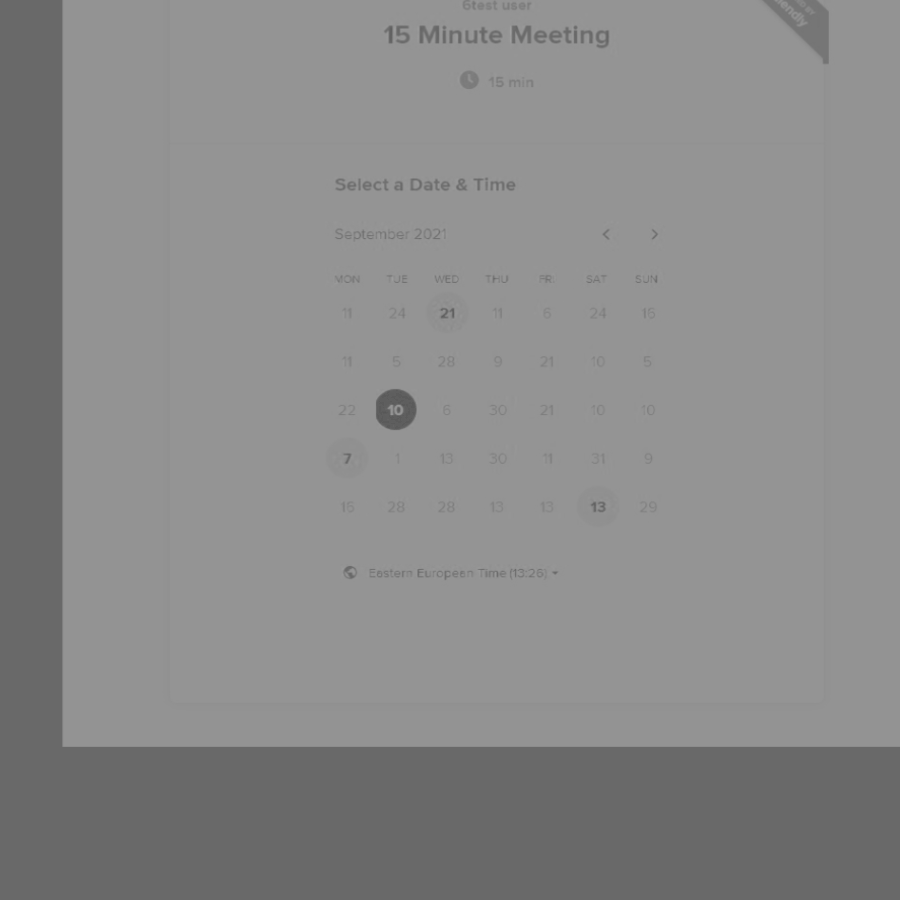 6test user
15 Minute Meeting
15 min
Select a Date & Time
September 2021
MON TUE WED THU FRI SAT SUN
11 24 21 11 6 24 15
11 5 28 9 21 10 5
22 10 6 30 21 10 10
7 1 13 30 11 31 9
15 28 28 13 13 13 29
Eastern European Time (13:26)